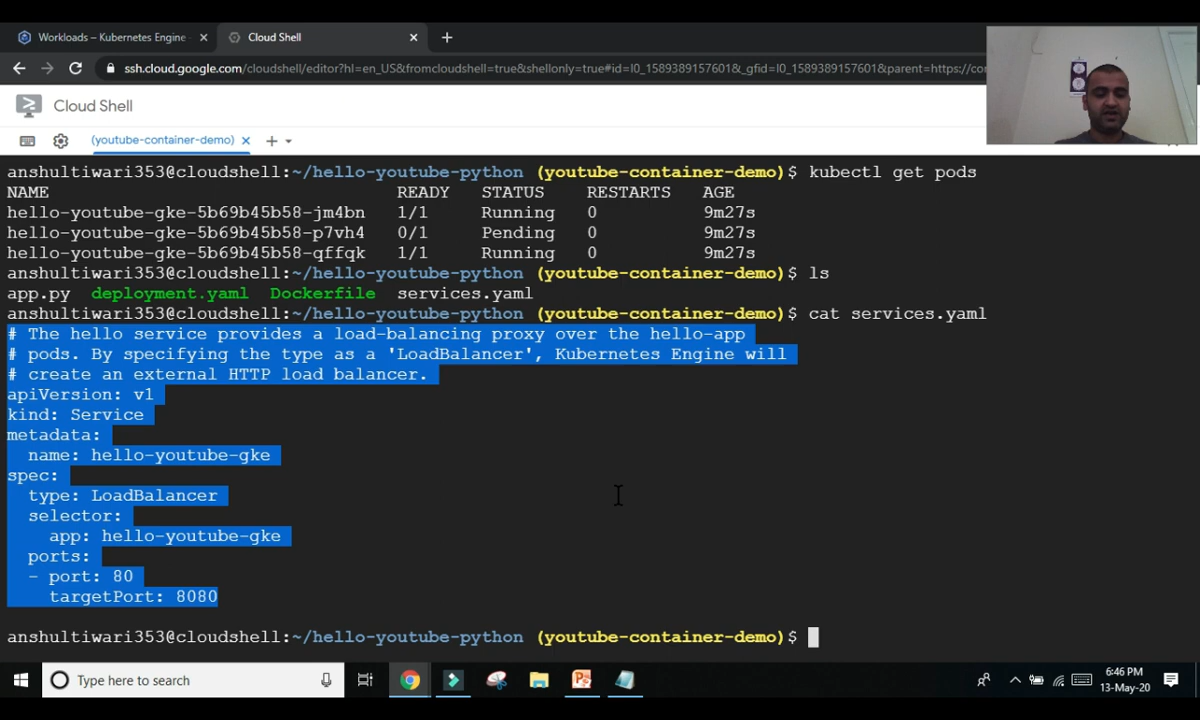 Workloads – Kubernetes Engine
Cloud Shell
ssh.cloud.google.com/cloudshell/editor?hl=en_US&fromcloudshell=true&shellonly=true#id=I0_1589389157601&_gfid=I0_1589389157601&parent=https://cor
Cloud Shell
(youtube-container-demo)
anshultiwari353@cloudshell:~/hello-youtube-python (youtube-container-demo)$ kubectl get pods
NAME READY STATUS RESTARTS AGE
hello-youtube-gke-5b69b45b58-jm4bn 1/1 Running 0 9m27s
hello-youtube-gke-5b69b45b58-p7vh4 0/1 Pending 0 9m27s
hello-youtube-gke-5b69b45b58-qffqk 1/1 Running 0 9m27s
anshultiwari353@cloudshell:~/hello-youtube-python (youtube-container-demo)$ ls
app.py deployment.yaml Dockerfile services.yaml
anshultiwari353@cloudshell:~/hello-youtube-python (youtube-container-demo)$ cat services.yaml
# The hello service provides a load-balancing proxy over the hello-app
# pods. By specifying the type as a 'LoadBalancer', Kubernetes Engine will
# create an external HTTP load balancer.
apiVersion: v1
kind: Service
metadata:
  name: hello-youtube-gke
spec:
  type: LoadBalancer
  selector:
    app: hello-youtube-gke
  ports:
  - port: 80
    targetPort: 8080
anshultiwari353@cloudshell:~/hello-youtube-python (youtube-container-demo)$
Type here to search
6:46 PM
13-May-20